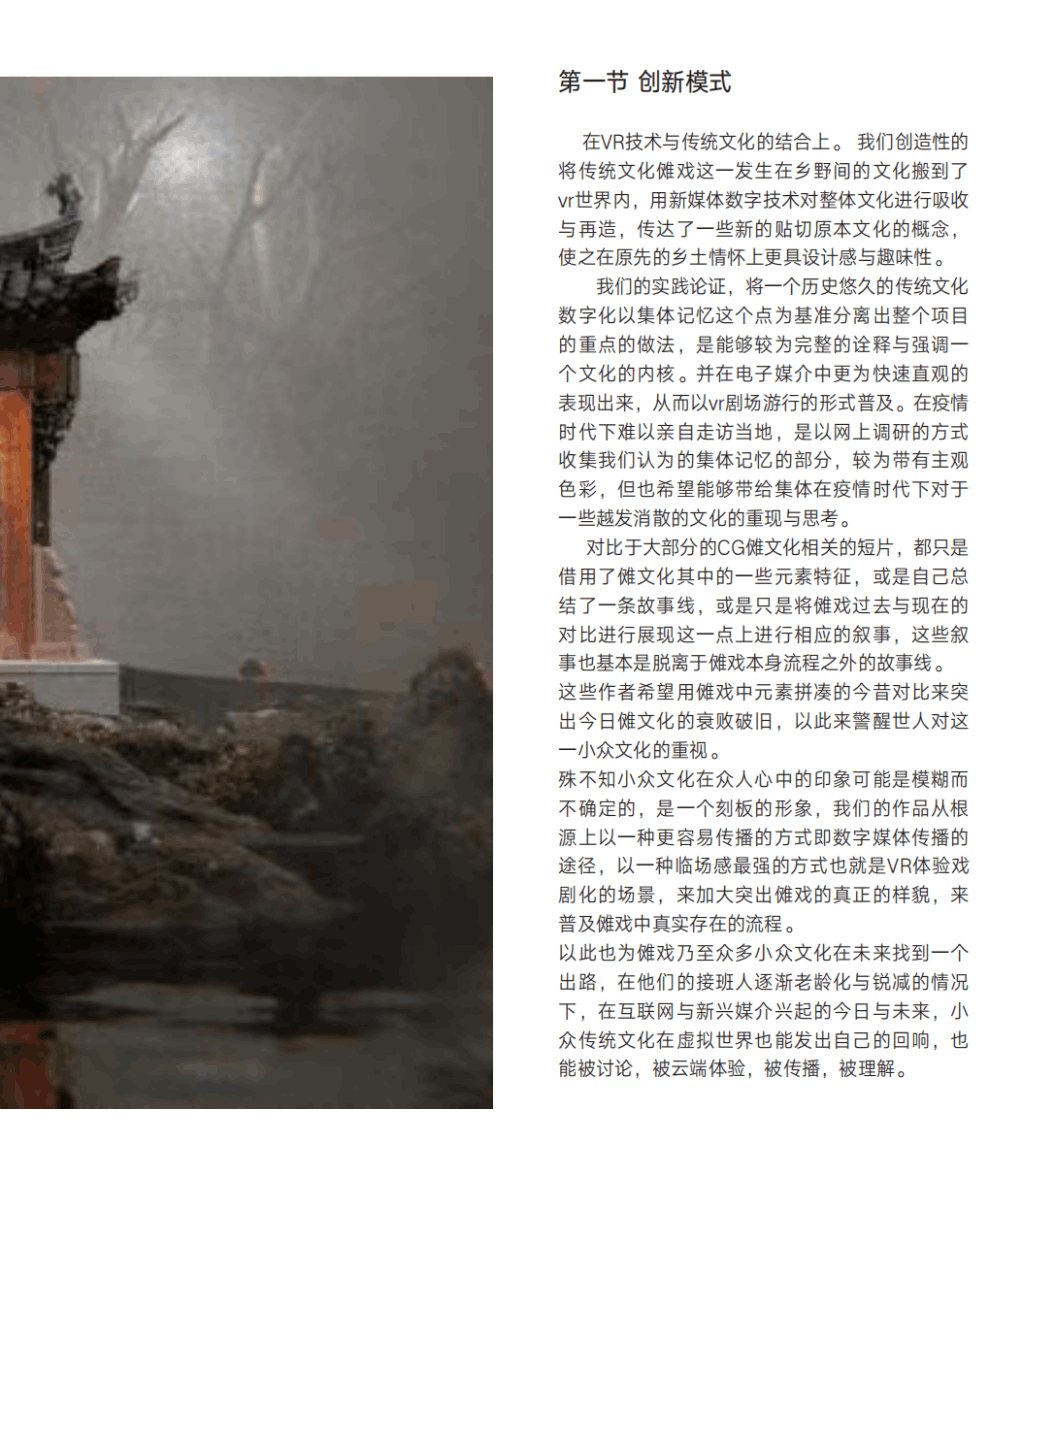 第一节 创新模式
在VR技术与传统文化的结合上。 我们创造性的
将传统文化傩戏这一发生在乡野间的文化搬到了
vr世界内，用新媒体数字技术对整体文化进行吸收
与再造，传达了一些新的贴切原本文化的概念，
使之在原先的乡土情怀上更具设计感与趣味性。
我们的实践论证，将一个历史悠久的传统文化
数字化以集体记忆这个点为基准分离出整个项目
的重点的做法，是能够较为完整的诠释与强调一
个文化的内核。并在电子媒介中更为快速直观的
表现出来，从而以vr剧场游行的形式普及。在疫情
时代下难以亲自走访当地，是以网上调研的方式
收集我们认为的集体记忆的部分，较为带有主观
色彩，但也希望能够带给集体在疫情时代下对于
一些越发消散的文化的重现与思考。
对比于大部分的CG傩文化相关的短片，都只是
借用了傩文化其中的一些元素特征，或是自己总
结了一条故事线，或是只是将傩戏过去与现在的
对比进行展现这一点上进行相应的叙事，这些叙
事也基本是脱离于傩戏本身流程之外的故事线。
这些作者希望用傩戏中元素拼凑的今昔对比来突
出今日傩文化的衰败破旧，以此来警醒世人对这
一小众文化的重视。
殊不知小众文化在众人心中的印象可能是模糊而
不确定的，是一个刻板的形象，我们的作品从根
源上以一种更容易传播的方式即数字媒体传播的
途径，以一种临场感最强的方式也就是VR体验戏
剧化的场景，来加大突出傩戏的真正的样貌，来
普及傩戏中真实存在的流程。
以此也为傩戏乃至众多小众文化在未来找到一个
出路，在他们的接班人逐渐老龄化与锐减的情况
下，在互联网与新兴媒介兴起的今日与未来，小
众传统文化在虚拟世界也能发出自己的回响，也
能被讨论，被云端体验，被传播，被理解。